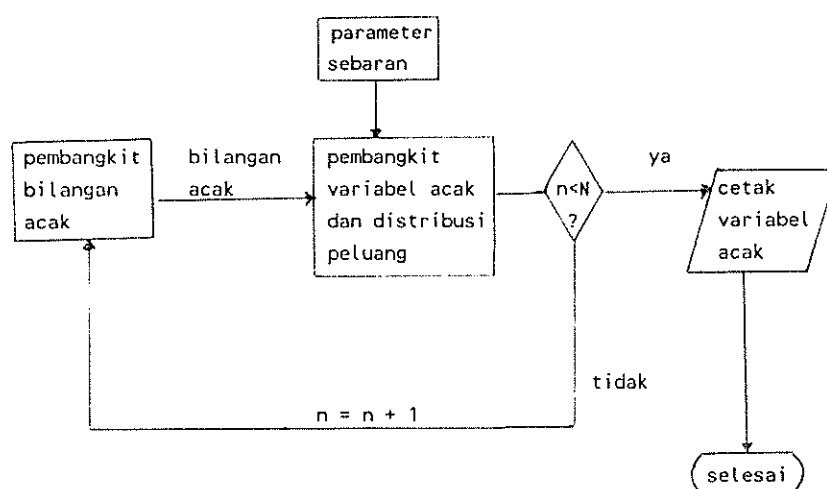 parameter
sebaran
pembangkit
bilangan
acak
bilangan
acak
pembangkit
variabel acak
dan distribusi
peluang
n<N
?
ya
cetak
variabel
acak
tidak
n = n + 1
selesai